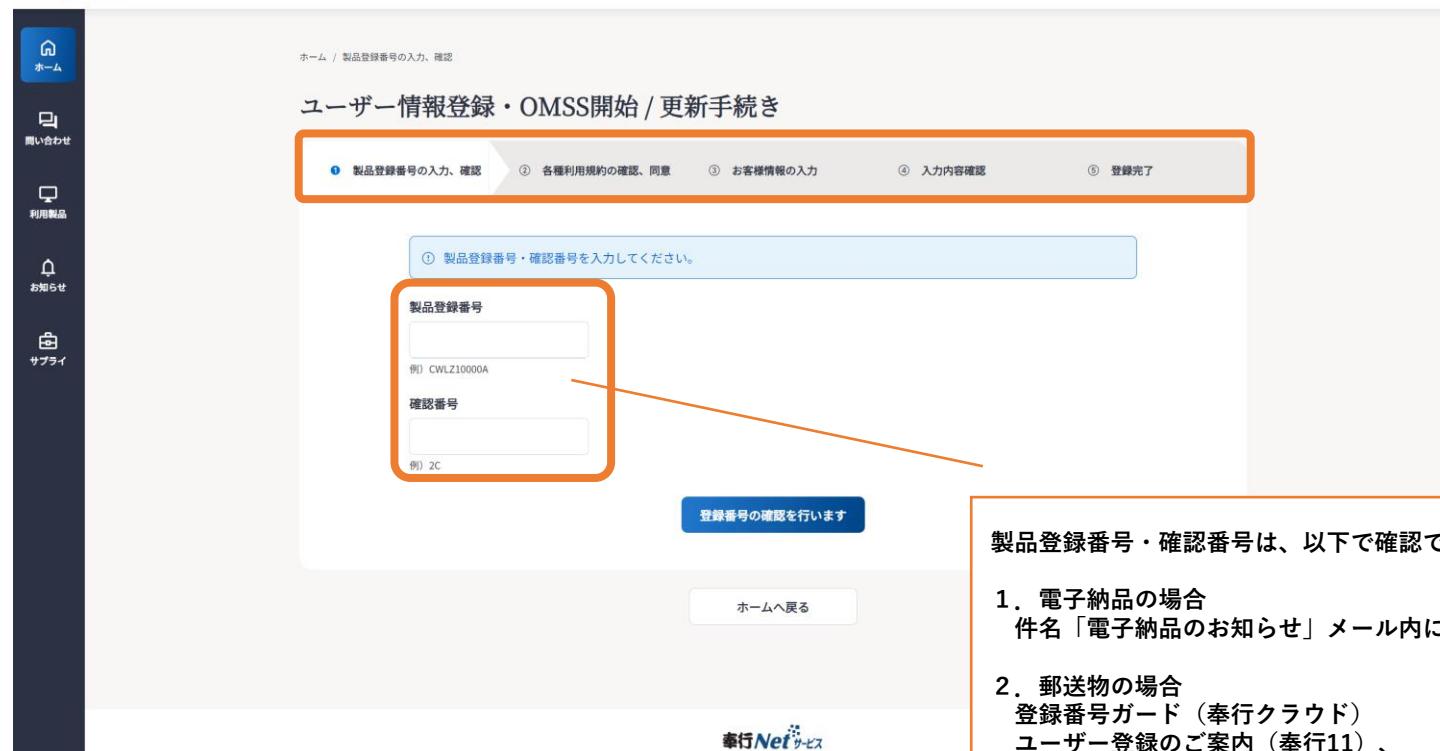 ホーム
問い合わせ
利用製品
お知らせ
サプライ
ホーム / 製品登録番号の入力、確認
ユーザー情報登録・OMSS開始 / 更新手続き
❶ 製品登録番号の入力、確認 ② 各種利用規約の確認、同意 ③ お客様情報の入力 ④ 入力内容確認 ⑤ 登録完了
製品登録番号・確認番号を入力してください。
製品登録番号
例）CWLZ10000A
確認番号
例）2C
登録番号の確認を行います
ホームへ戻る
製品登録番号・確認番号は、以下で確認で
１．電子納品の場合
件名「電子納品のお知らせ」メール内に
２．郵送物の場合
登録番号ガード（奉行クラウド）
ユーザー登録のご案内（奉行11）、
奉行Netサービス